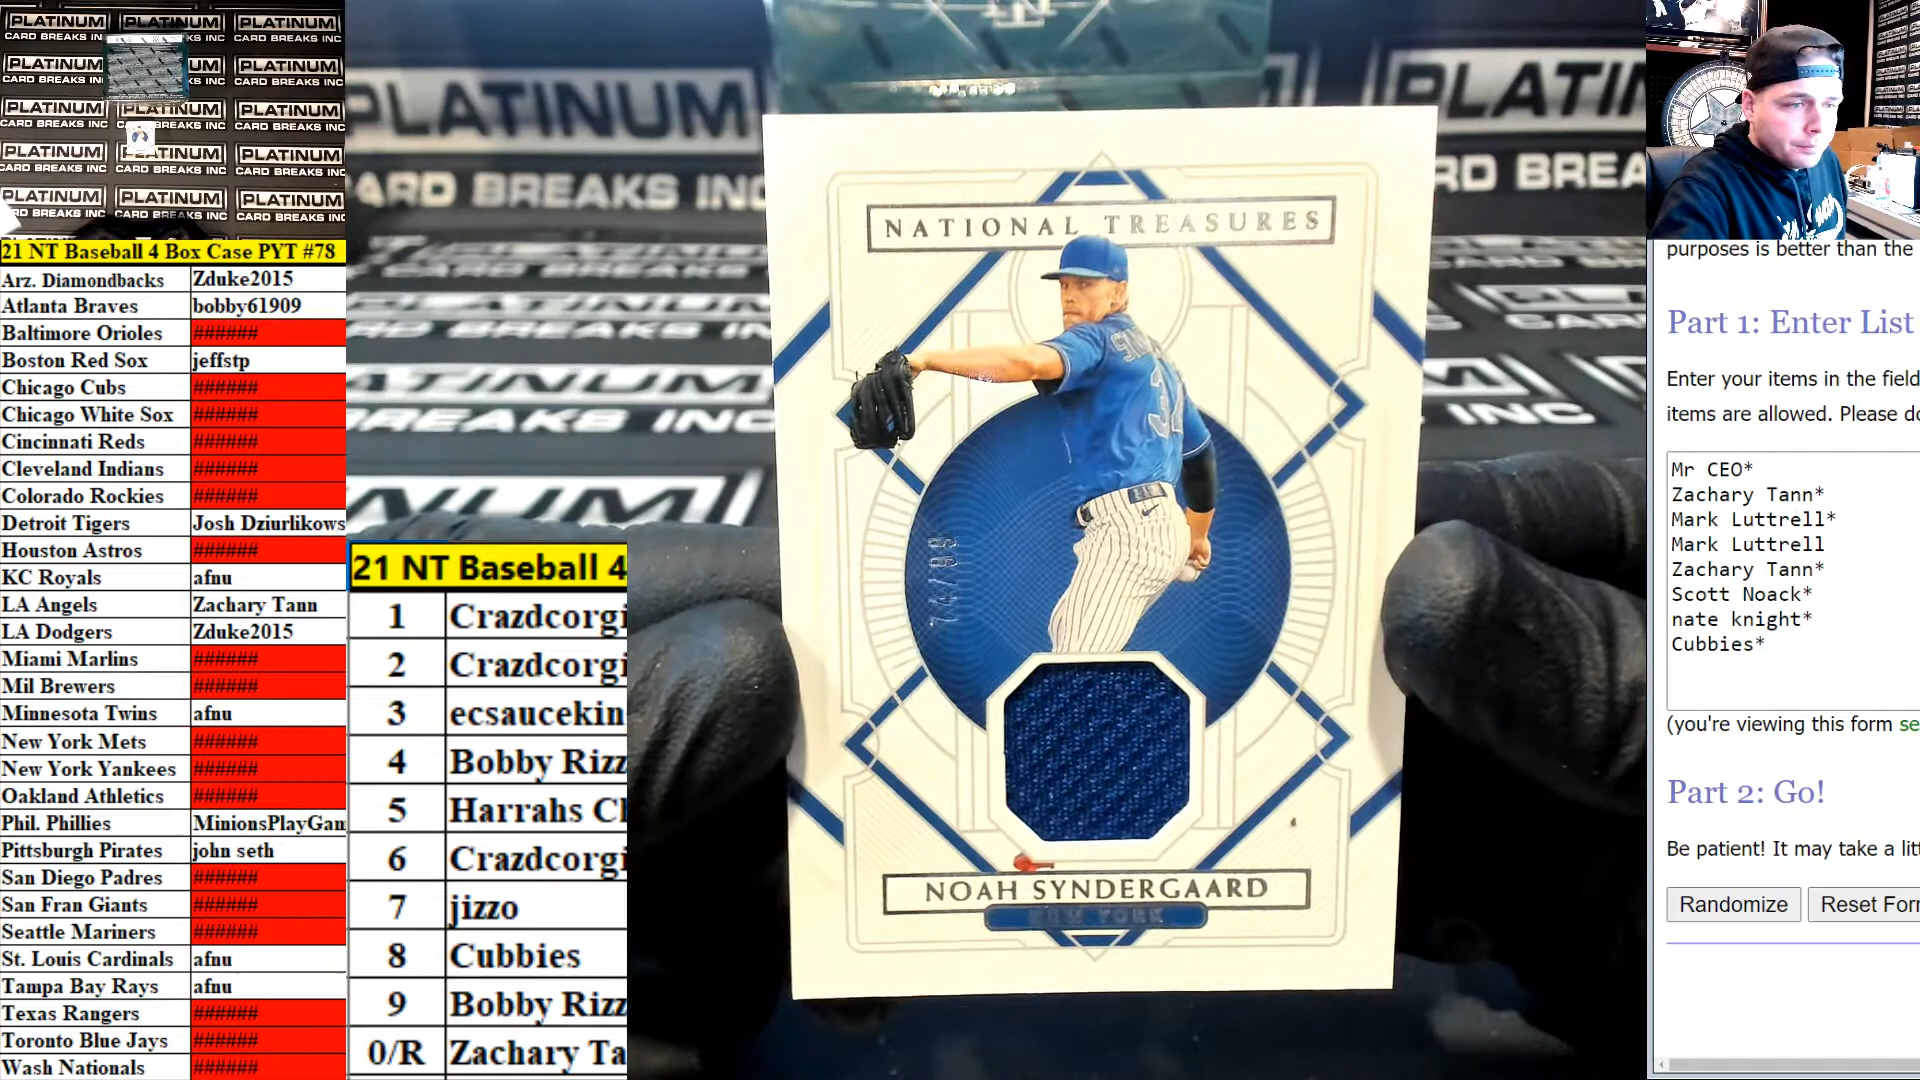 PLATINUM
CARD BREAKS INC
21 NT Baseball 4 Box Case PYT #78
Arz. Diamondbacks Zduke2015
Atlanta Braves bobby61909
Baltimore Orioles ######
Boston Red Sox jeffstp
Chicago Cubs ######
Chicago White Sox ######
Cincinnati Reds ######
Cleveland Indians ######
Colorado Rockies ######
Detroit Tigers Josh Dziurlikows
Houston Astros ######
KC Royals afnu
LA Angels Zachary Tann
LA Dodgers Zduke2015
Miami Marlins ######
Mil Brewers ######
Minnesota Twins afnu
New York Mets ######
New York Yankees ######
Oakland Athletics ######
Phil. Phillies MinionsPlayGam
Pittsburgh Pirates john seth
San Diego Padres ######
San Fran Giants ######
Seattle Mariners ######
St. Louis Cardinals afnu
Tampa Bay Rays afnu
Texas Rangers ######
Toronto Blue Jays ######
Wash Nationals ######
21 NT Baseball 4
1 Crazdcorgi
2 Crazdcorgi
3 ecsaucekin
4 Bobby Rizz
5 Harrahs Ch
6 Crazdcorgi
7 jizzo
8 Cubbies
9 Bobby Rizz
0/R Zachary Ta
NATIONAL TREASURES
74/99
NOAH SYNDERGAARD
NEW YORK
purposes is better than the
Part 1: Enter List
Enter your items in the field
items are allowed. Please do
Mr CEO*
Zachary Tann*
Mark Luttrell*
Mark Luttrell
Zachary Tann*
Scott Noack*
nate knight*
Cubbies*
(you're viewing this form se
Part 2: Go!
Be patient! It may take a litt
Randomize
Reset Form